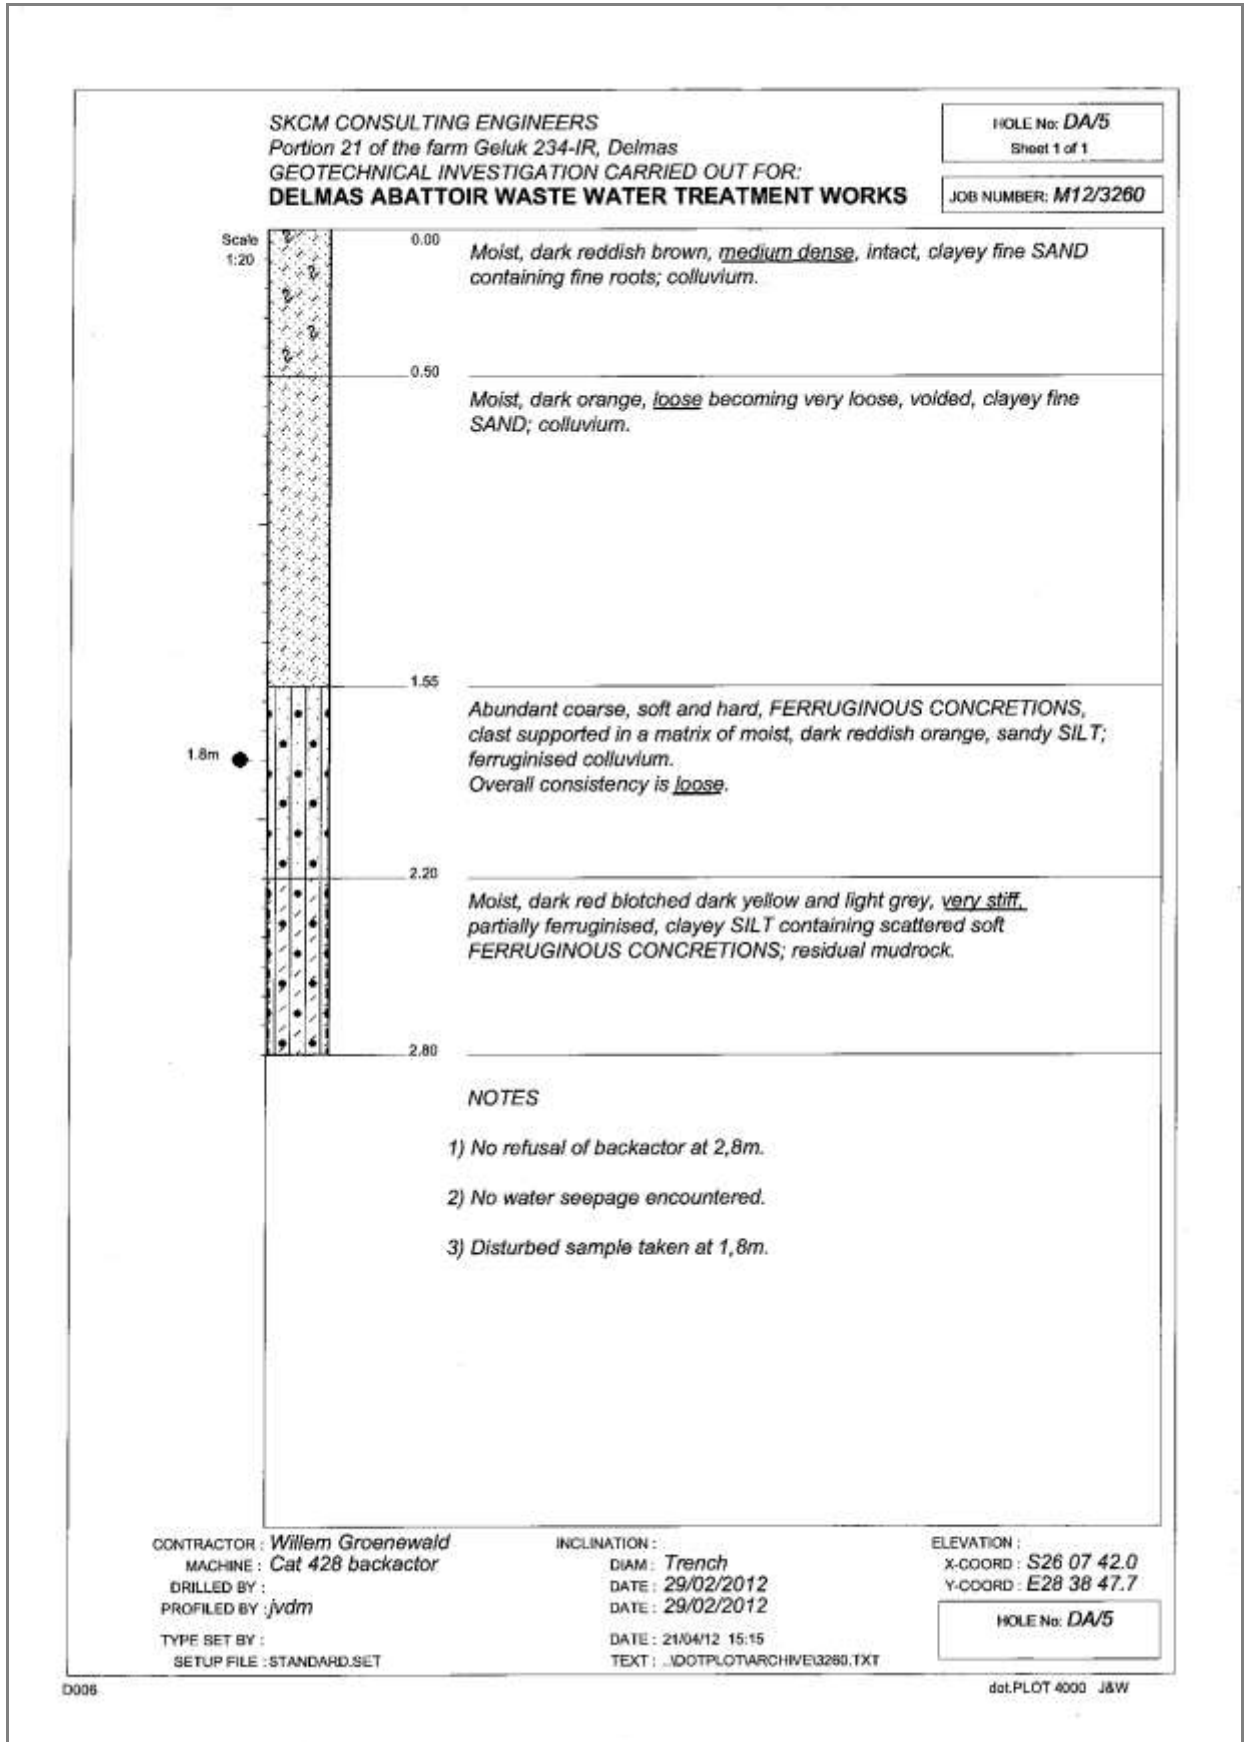 SKCM CONSULTING ENGINEERS
Portion 21 of the farm Geluk 234-IR, Delmas
GEOTECHNICAL INVESTIGATION CARRIED OUT FOR:
DELMAS ABATTOIR WASTE WATER TREATMENT WORKS
HOLE No: DA/5
Sheet 1 of 1
JOB NUMBER: M12/3260
Scale
1:20
0.00
Moist, dark reddish brown, medium dense, intact, clayey fine SAND
containing fine roots; colluvium.
0.50
Moist, dark orange, loose becoming very loose, voided, clayey fine
SAND; colluvium.
1.55
Abundant coarse, soft and hard, FERRUGINOUS CONCRETIONS,
clast supported in a matrix of moist, dark reddish orange, sandy SILT;
ferruginised colluvium.
Overall consistency is loose.
1.8m
2.20
Moist, dark red blotched dark yellow and light grey, very stiff,
partially ferruginised, clayey SILT containing scattered soft
FERRUGINOUS CONCRETIONS; residual mudrock.
2.80
NOTES
1) No refusal of backactor at 2,8m.
2) No water seepage encountered.
3) Disturbed sample taken at 1,8m.
CONTRACTOR : Willem Groenewald
MACHINE : Cat 428 backactor
DRILLED BY :
PROFILED BY : jvdm
TYPE SET BY :
SETUP FILE : STANDARD.SET
INCLINATION :
DIAM : Trench
DATE : 29/02/2012
DATE : 29/02/2012
DATE : 21/04/12 15:15
TEXT : ..\DOTPLOT\ARCHIVE\3260.TXT
ELEVATION :
X-COORD : S26 07 42.0
Y-COORD : E28 38 47.7
HOLE No: DA/5
D006
dot.PLOT 4000 J&W